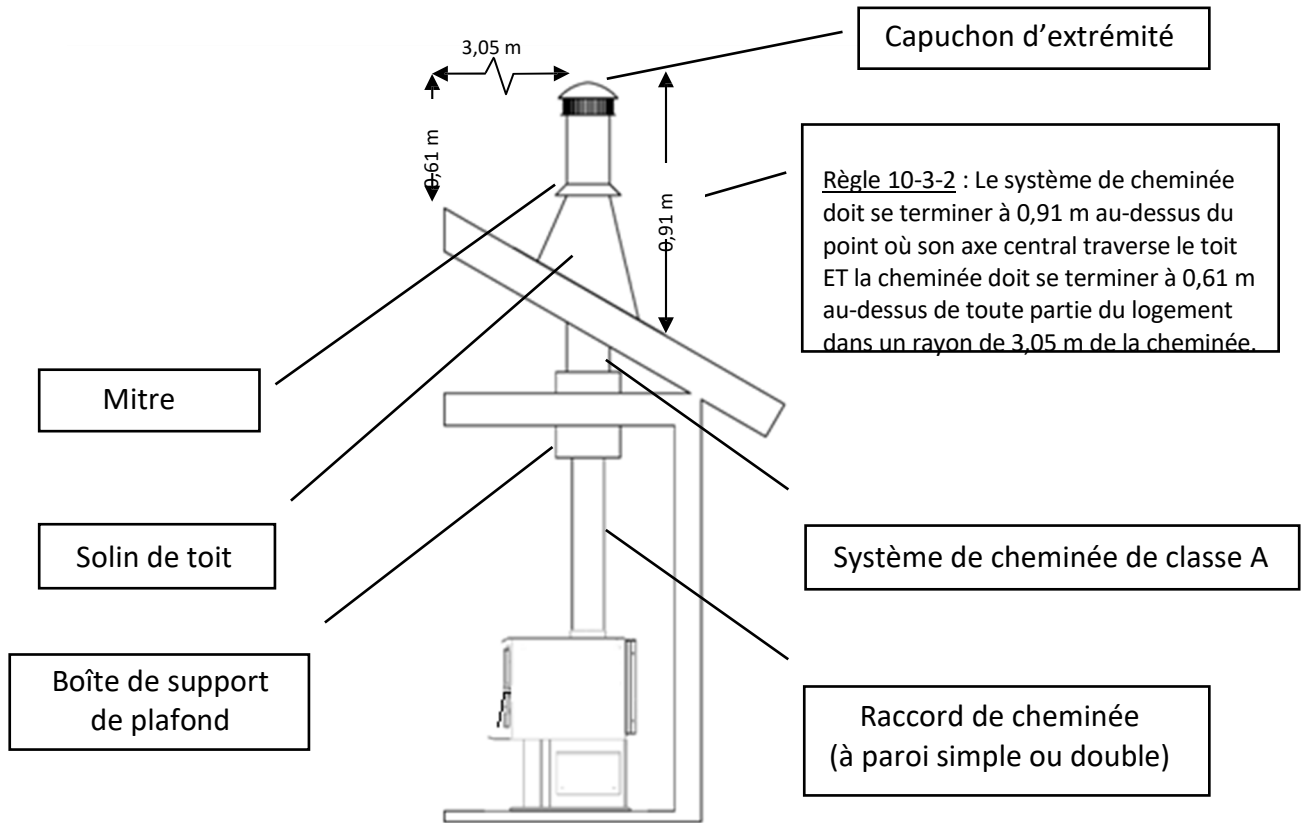 Capuchon d’extrémité
3,05 m
0,61 m
0,91 m
Règle 10-3-2 : Le système de cheminée
doit se terminer à 0,91 m au-dessus du
point où son axe central traverse le toit
ET la cheminée doit se terminer à 0,61 m
au-dessus de toute partie du logement
dans un rayon de 3,05 m de la cheminée.
Mitre
Solin de toit
Système de cheminée de classe A
Boîte de support
de plafond
Raccord de cheminée
(à paroi simple ou double)